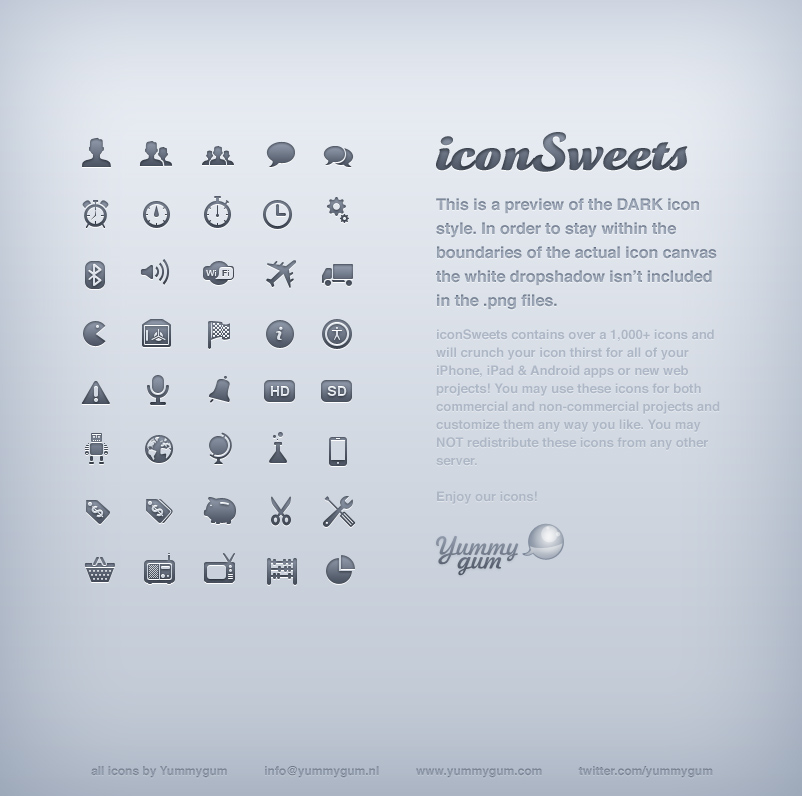 iconSweets
This is a preview of the DARK icon
style. In order to stay within the
boundaries of the actual icon canvas
the white dropshadow isn't included
in the .png files.
iconSweets contains over a 1,000+ icons and
will crunch your icon thirst for all of your
iPhone, iPad & Android apps or new web
projects! You may use these icons for both
commercial and non-commercial projects and
customize them any way you like. You may
NOT redistribute these icons from any other
server.
Enjoy our icons!
Yummy
gum
Wi Fi
i
HD SD
$ $
all icons by Yummygum info@yummygum.nl www.yummygum.com twitter.com/yummygum